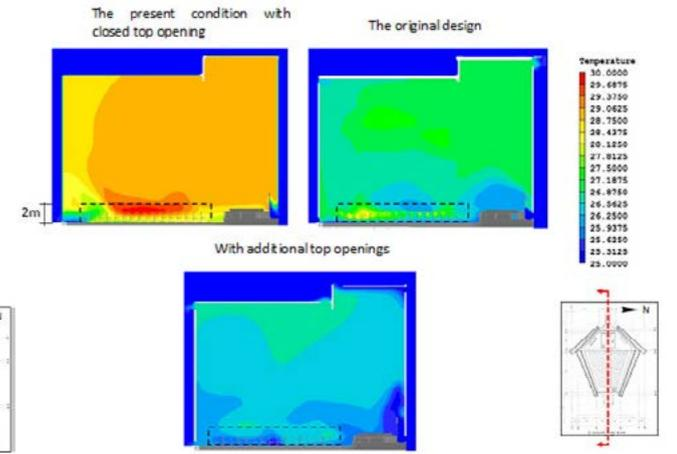 The present condition with
closed top opening
The original design
Temperature
30.0000
29.6875
29.3750
29.0625
28.7500
28.4375
28.1250
27.8125
27.5000
27.1875
26.8750
26.5625
26.2500
25.9375
25.6250
25.3125
25.0000
2m
With additional top openings
N